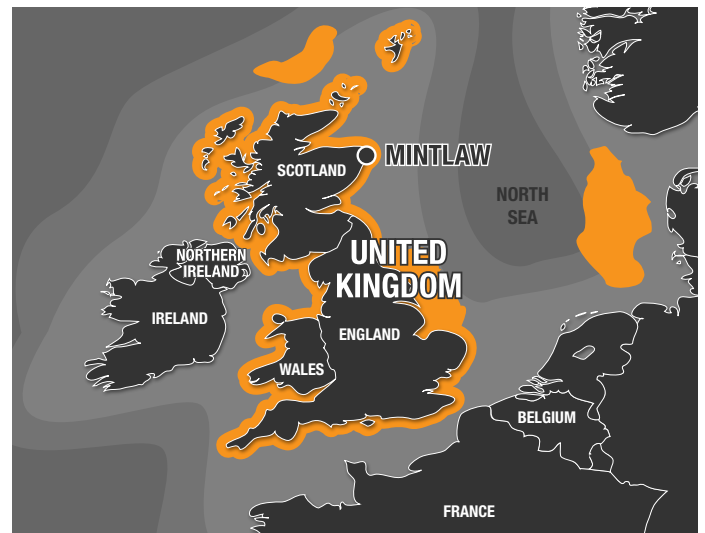 MINTLAW
SCOTLAND
NORTH
SEA
UNITED
KINGDOM
NORTHERN
IRELAND
IRELAND
ENGLAND
WALES
BELGIUM
FRANCE